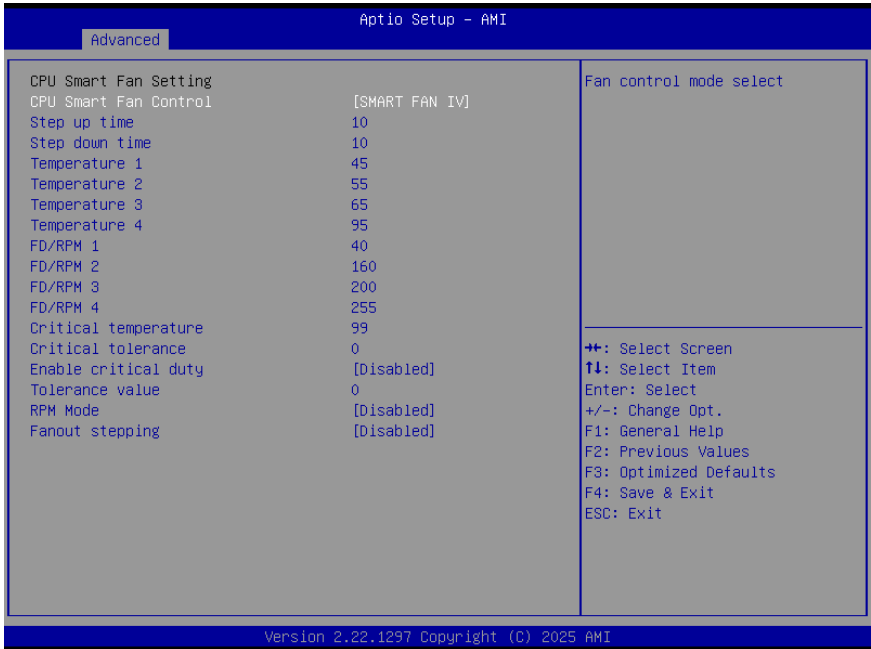 Aptio Setup – AMI
Advanced
CPU Smart Fan Setting
CPU Smart Fan Control [SMART FAN IV]
Step up time 10
Step down time 10
Temperature 1 45
Temperature 2 55
Temperature 3 65
Temperature 4 95
FD/RPM 1 40
FD/RPM 2 160
FD/RPM 3 200
FD/RPM 4 255
Critical temperature 99
Critical tolerance 0
Enable critical duty [Disabled]
Tolerance value 0
RPM Mode [Disabled]
Fanout stepping [Disabled]
Fan control mode select
→←: Select Screen
↑↓: Select Item
Enter: Select
+/-: Change Opt.
F1: General Help
F2: Previous Values
F3: Optimized Defaults
F4: Save & Exit
ESC: Exit
Version 2.22.1297 Copyright (C) 2025 AMI